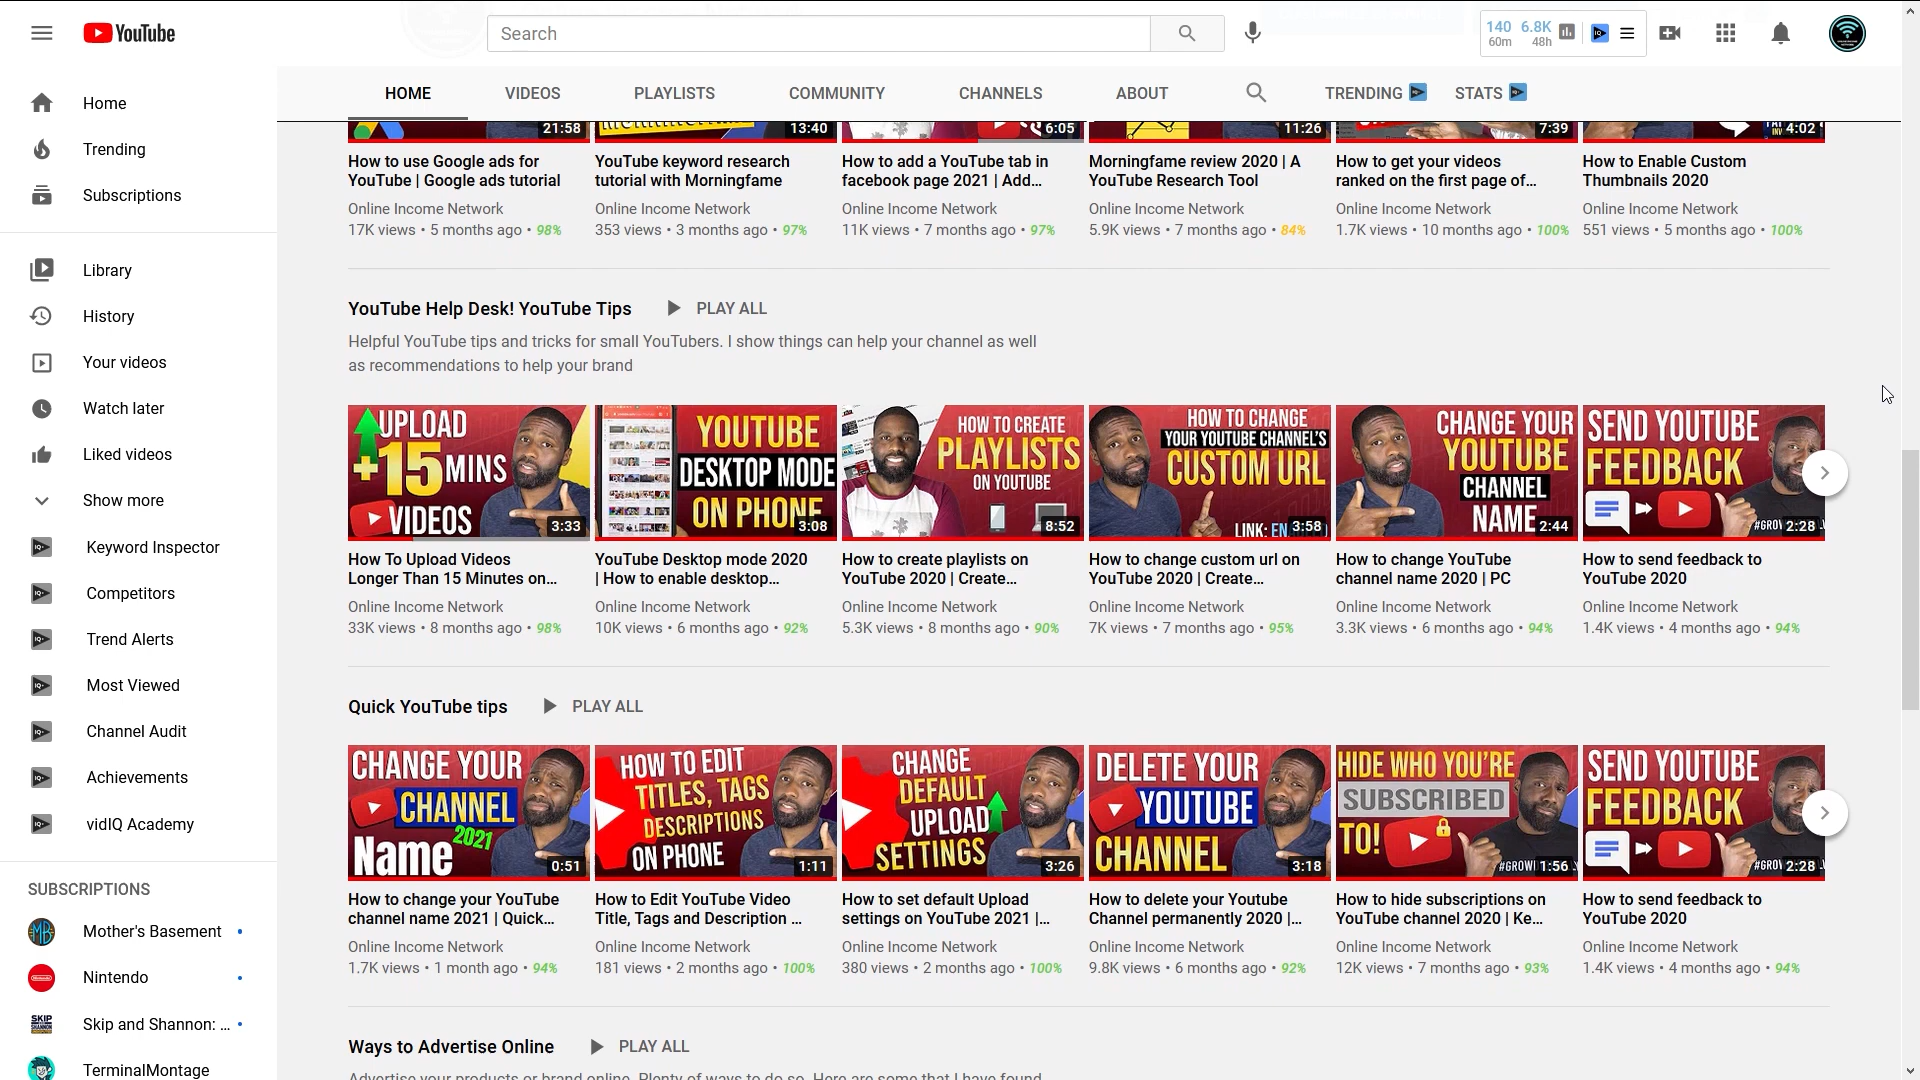 YouTube
Search
140 6.8K
60m 48h
HOME VIDEOS PLAYLISTS COMMUNITY CHANNELS ABOUT TRENDING STATS
Home
Trending
Subscriptions
Library
History
Your videos
Watch later
Liked videos
Show more
Keyword Inspector
Competitors
Trend Alerts
Most Viewed
Channel Audit
Achievements
vidIQ Academy
SUBSCRIPTIONS
Mother's Basement
Nintendo
Skip and Shannon: ...
TerminalMontage
21:58
How to use Google ads for
YouTube | Google ads tutorial
Online Income Network
17K views • 5 months ago • 98%
13:40
YouTube keyword research
tutorial with Morningfame
Online Income Network
353 views • 3 months ago • 97%
6:05
How to add a YouTube tab in
facebook page 2021 | Add...
Online Income Network
11K views • 7 months ago • 97%
11:26
Morningfame review 2020 | A
YouTube Research Tool
Online Income Network
5.9K views • 7 months ago • 84%
7:39
How to get your videos
ranked on the first page of...
Online Income Network
1.7K views • 10 months ago • 100%
4:02
How to Enable Custom
Thumbnails 2020
Online Income Network
551 views • 5 months ago • 100%
YouTube Help Desk! YouTube Tips PLAY ALL
Helpful YouTube tips and tricks for small YouTubers. I show things can help your channel as well
as recommendations to help your brand
UPLOAD
+15 MINS
VIDEOS
3:33
How To Upload Videos
Longer Than 15 Minutes on...
Online Income Network
33K views • 8 months ago • 98%
YOUTUBE
DESKTOP MODE
ON PHONE
3:08
YouTube Desktop mode 2020
| How to enable desktop...
Online Income Network
10K views • 6 months ago • 92%
HOW TO CREATE
PLAYLISTS
ON YOUTUBE
8:52
How to create playlists on
YouTube 2020 | Create...
Online Income Network
5.3K views • 8 months ago • 90%
HOW TO CHANGE
YOUR YOUTUBE CHANNEL'S
CUSTOM URL
LINK: EN
3:58
How to change custom url on
YouTube 2020 | Create...
Online Income Network
7K views • 7 months ago • 95%
CHANGE YOUR
YOUTUBE
CHANNEL
NAME
2:44
How to change YouTube
channel name 2020 | PC
Online Income Network
3.3K views • 6 months ago • 94%
SEND YOUTUBE
FEEDBACK
#GROW
2:28
How to send feedback to
YouTube 2020
Online Income Network
1.4K views • 4 months ago • 94%
Quick YouTube tips PLAY ALL
CHANGE YOUR
CHANNEL
2021
Name
0:51
How to change your YouTube
channel name 2021 | Quick...
Online Income Network
1.7K views • 1 month ago • 94%
HOW TO EDIT
TITLES, TAGS
DESCRIPTIONS
ON PHONE
1:11
How to Edit YouTube Video
Title, Tags and Description ...
Online Income Network
181 views • 2 months ago • 100%
CHANGE
DEFAULT
UPLOAD
SETTINGS
3:26
How to set default Upload
settings on YouTube 2021 |...
Online Income Network
380 views • 2 months ago • 100%
DELETE YOUR
YOUTUBE
CHANNEL
3:18
How to delete your Youtube
Channel permanently 2020 |...
Online Income Network
9.8K views • 6 months ago • 92%
HIDE WHO YOU'RE
SUBSCRIBED
TO!
#GROW
1:56
How to hide subscriptions on
YouTube channel 2020 | Ke...
Online Income Network
12K views • 7 months ago • 93%
SEND YOUTUBE
FEEDBACK
#GROW
2:28
How to send feedback to
YouTube 2020
Online Income Network
1.4K views • 4 months ago • 94%
Ways to Advertise Online PLAY ALL
Advertise your products or brand online. Plenty of ways to do so. Here are some that I have found